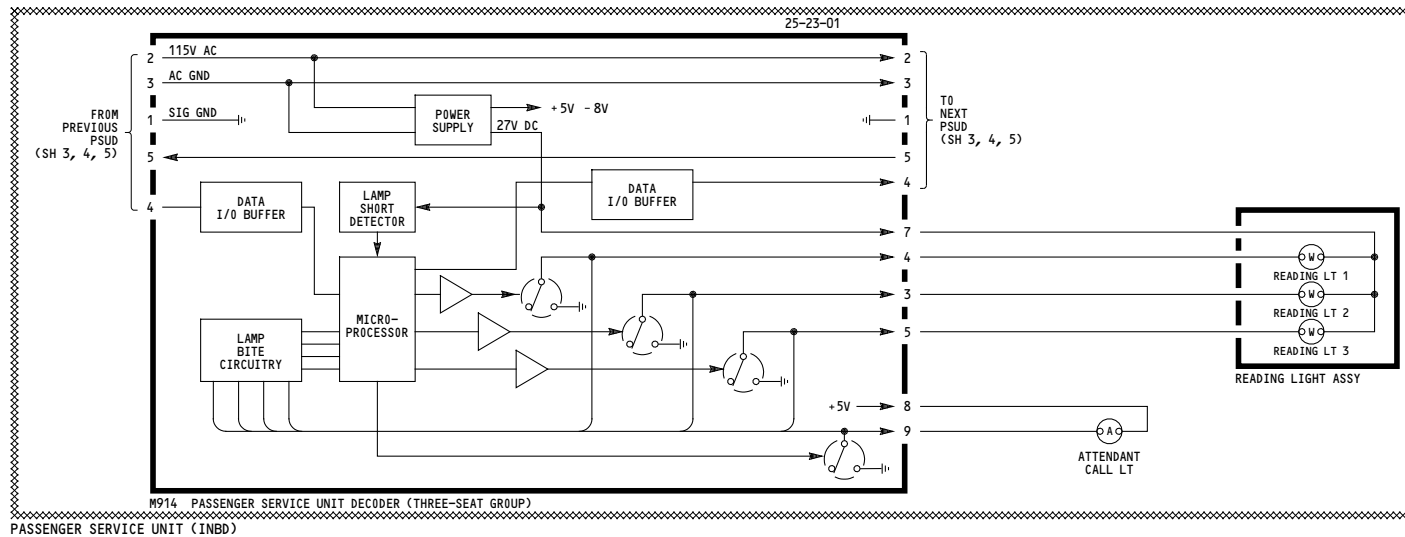 25-23-01
2 115V AC 2
3 AC GND 3
FROM
PREVIOUS
PSUD
(SH 3, 4, 5)
1 SIG GND
POWER
SUPPLY
+5V -8V
27V DC
1
TO
NEXT
PSUD
(SH 3, 4, 5)
5 5
4
DATA
I/O BUFFER
LAMP
SHORT
DETECTOR
DATA
I/O BUFFER
4
7
4
W
READING LT 1
3
W
READING LT 2
5
W
READING LT 3
READING LIGHT ASSY
MICRO-
PROCESSOR
LAMP
BITE
CIRCUITRY
+5V 8
9
A
ATTENDANT
CALL LT
M914 PASSENGER SERVICE UNIT DECODER (THREE-SEAT GROUP)
PASSENGER SERVICE UNIT (INBD)